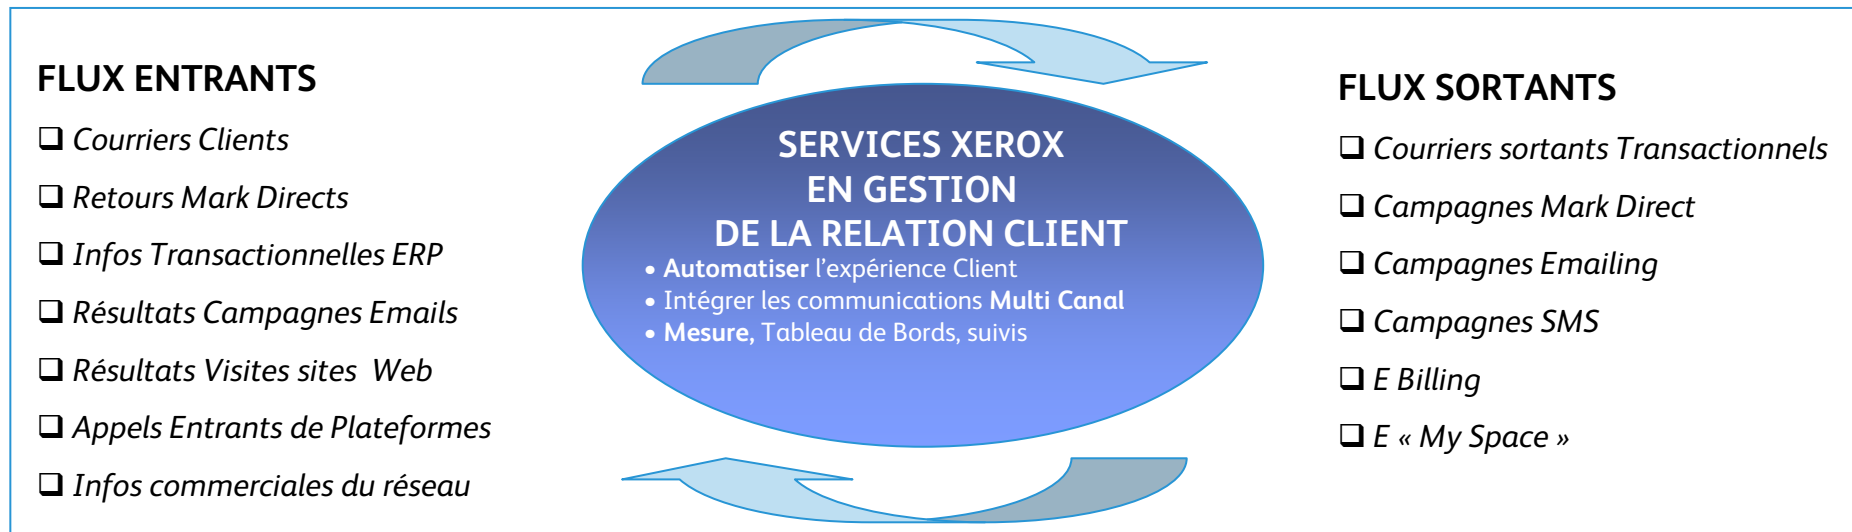 FLUX ENTRANTS
❑ Courriers Clients
❑ Retours Mark Directs
❑ Infos Transactionnelles ERP
❑ Résultats Campagnes Emails
❑ Résultats Visites sites  Web
❑ Appels Entrants de Plateformes
❑ Infos commerciales du réseau
SERVICES XEROX
EN GESTION
DE LA RELATION CLIENT
• Automatiser l'expérience Client
• Intégrer les communications Multi Canal
• Mesure, Tableau de Bords, suivis
FLUX SORTANTS
❑ Courriers sortants Transactionnels
❑ Campagnes Mark Direct
❑ Campagnes Emailing
❑ Campagnes SMS
❑ E Billing
❑ E « My Space »